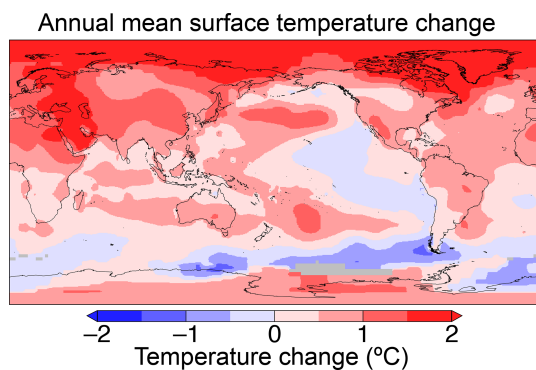 Annual mean surface temperature change
−2 −1 0 1 2
Temperature change (ºC)